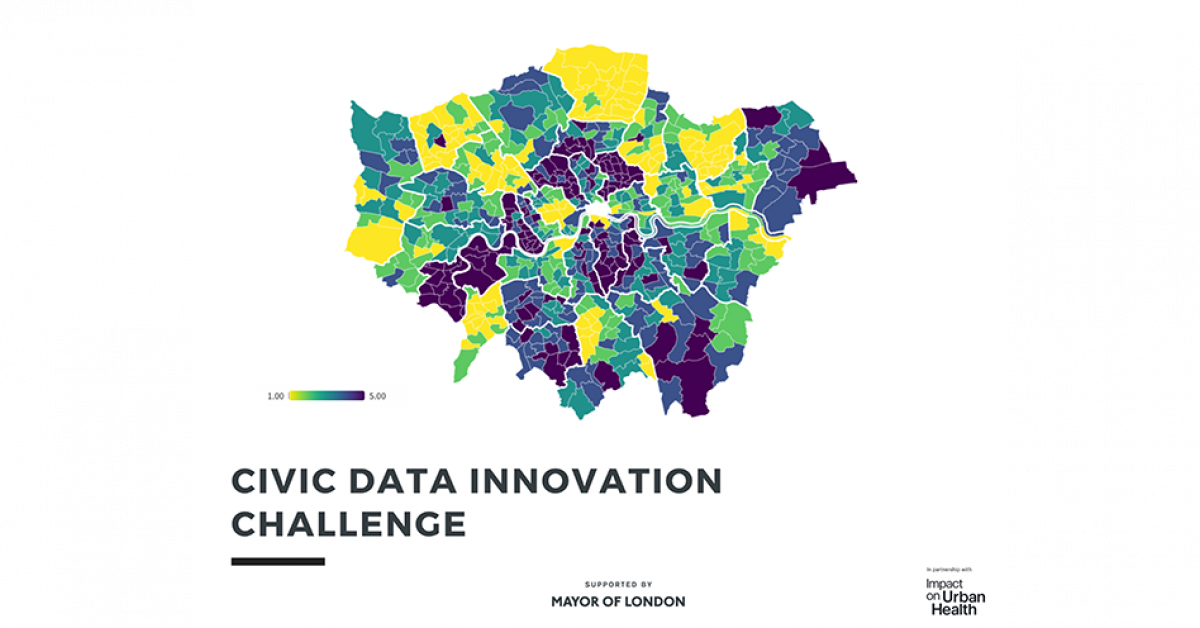 1.00 5.00
CIVIC DATA INNOVATION
CHALLENGE
SUPPORTED BY
MAYOR OF LONDON
In partnership with
Impact
on Urban
Health